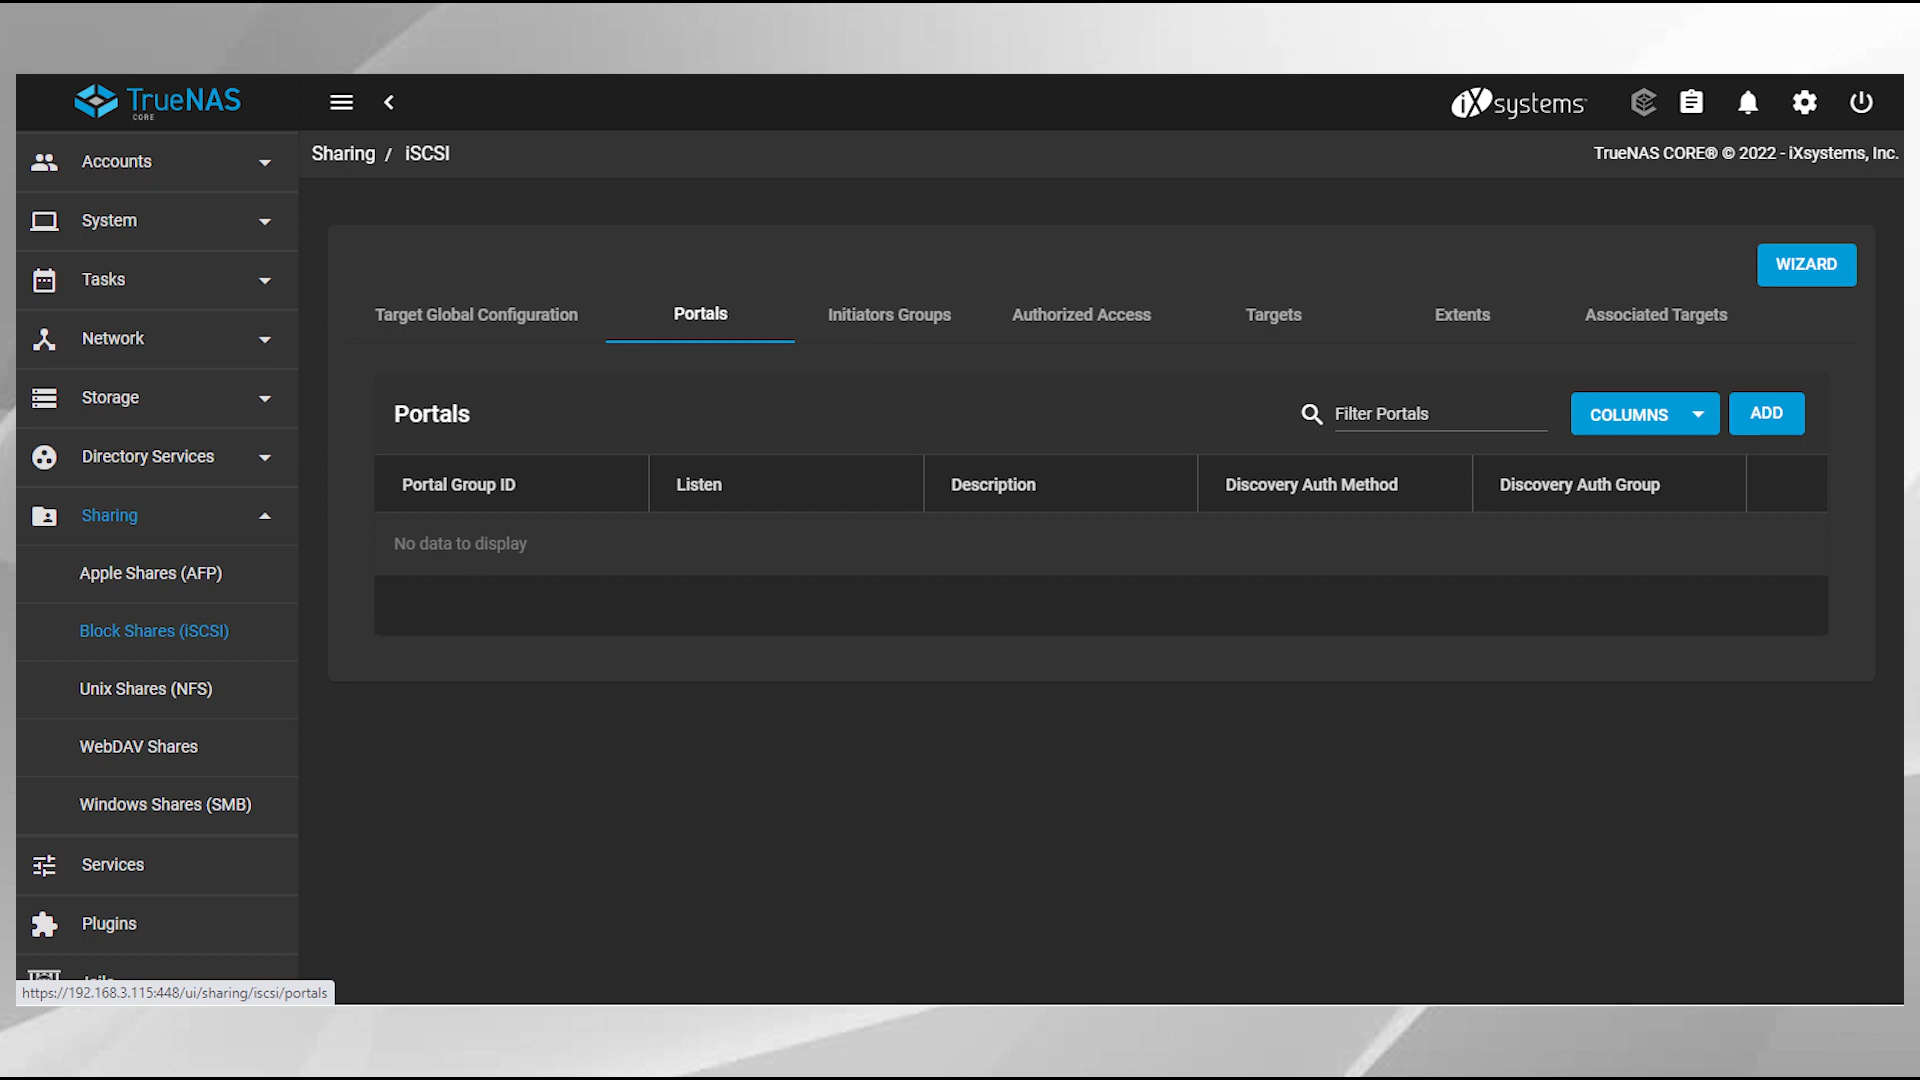 TrueNAS
CORE
iXsystems
Sharing / iSCSI
TrueNAS CORE® © 2022 - iXsystems, Inc.
Accounts
System
Tasks
Network
Storage
Directory Services
Sharing
Apple Shares (AFP)
Block Shares (iSCSI)
Unix Shares (NFS)
WebDAV Shares
Windows Shares (SMB)
Services
Plugins
https://192.168.3.115:448/ui/sharing/iscsi/portals
WIZARD
Target Global Configuration
Portals
Initiators Groups
Authorized Access
Targets
Extents
Associated Targets
Portals
Filter Portals
COLUMNS
ADD
Portal Group ID
Listen
Description
Discovery Auth Method
Discovery Auth Group
No data to display